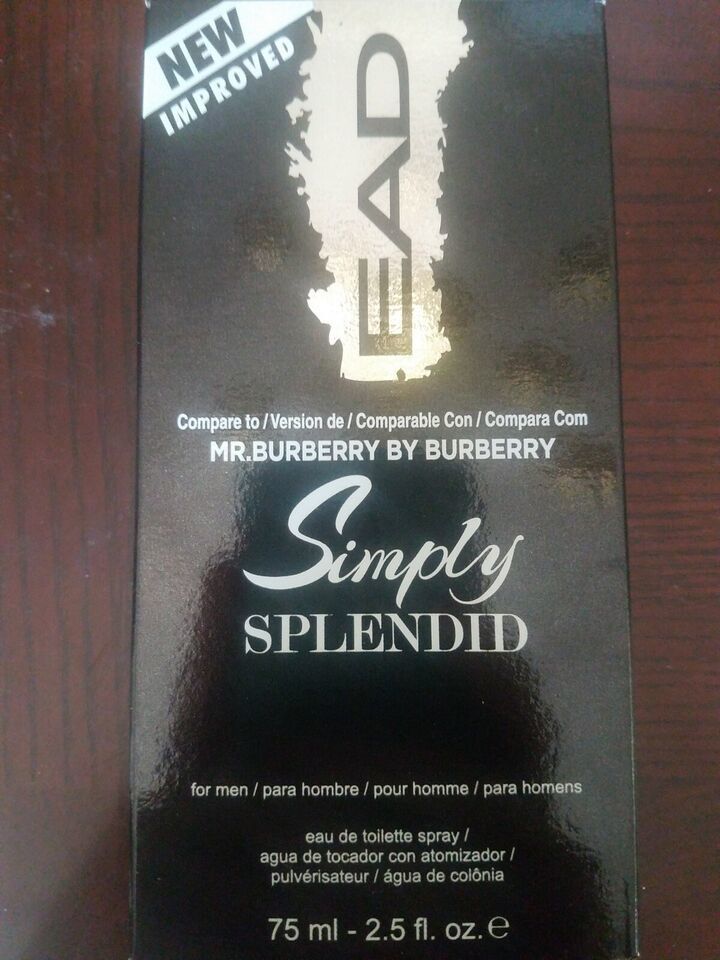 NEW
IMPROVED
EAD
Compare to / Version de / Comparable Con / Compara Com
MR.BURBERRY BY BURBERRY
Simply
SPLENDID
for men / para hombre / pour homme / para homens
eau de toilette spray /
agua de tocador con atomizador /
pulvérisateur / água de colônia
75 ml - 2.5 fl. oz. ℮